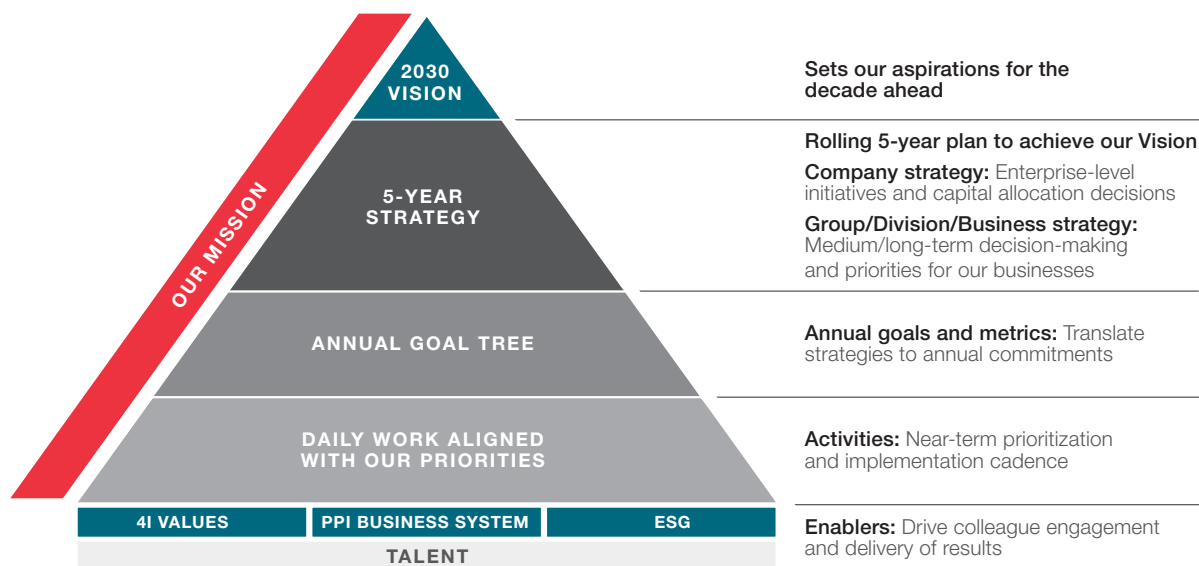 2030
VISION
Sets our aspirations for the
decade ahead
OUR MISSION
5-YEAR
STRATEGY
Rolling 5-year plan to achieve our Vision
Company strategy: Enterprise-level
initiatives and capital allocation decisions
Group/Division/Business strategy:
Medium/long-term decision-making
and priorities for our businesses
ANNUAL GOAL TREE
Annual goals and metrics: Translate
strategies to annual commitments
DAILY WORK ALIGNED
WITH OUR PRIORITIES
Activities: Near-term prioritization
and implementation cadence
4I VALUES
PPI BUSINESS SYSTEM
ESG
TALENT
Enablers: Drive colleague engagement
and delivery of results